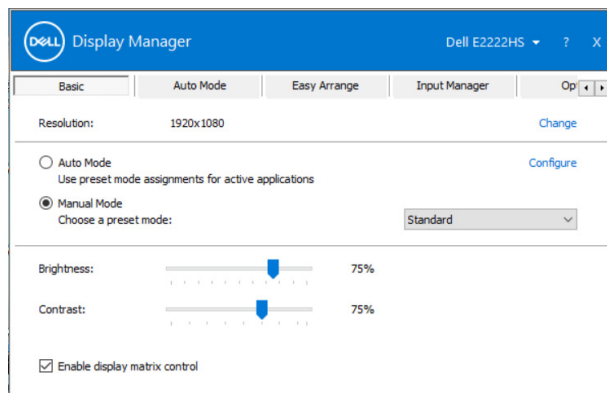 DELL Display Manager Dell E2222HS ? X
Basic Auto Mode Easy Arrange Input Manager Op
Resolution: 1920x1080 Change
Auto Mode Configure
Use preset mode assignments for active applications
Manual Mode
Choose a preset mode: Standard
Brightness: 75%
Contrast: 75%
Enable display matrix control